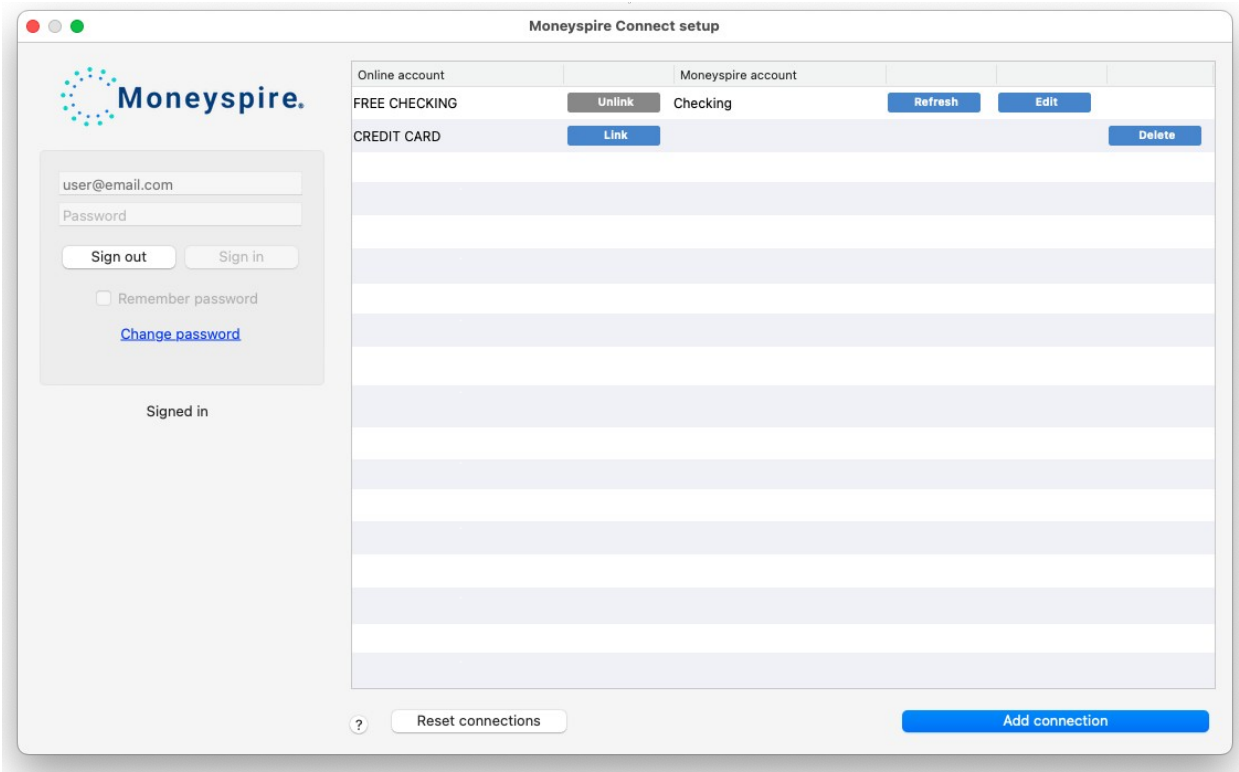 Moneyspire Connect setup
Moneyspire®
user@email.com
Password
Sign out Sign in
Remember password
Change password
Signed in
Online account Moneyspire account
FREE CHECKING Unlink Checking Refresh Edit
CREDIT CARD Link Delete
? Reset connections Add connection